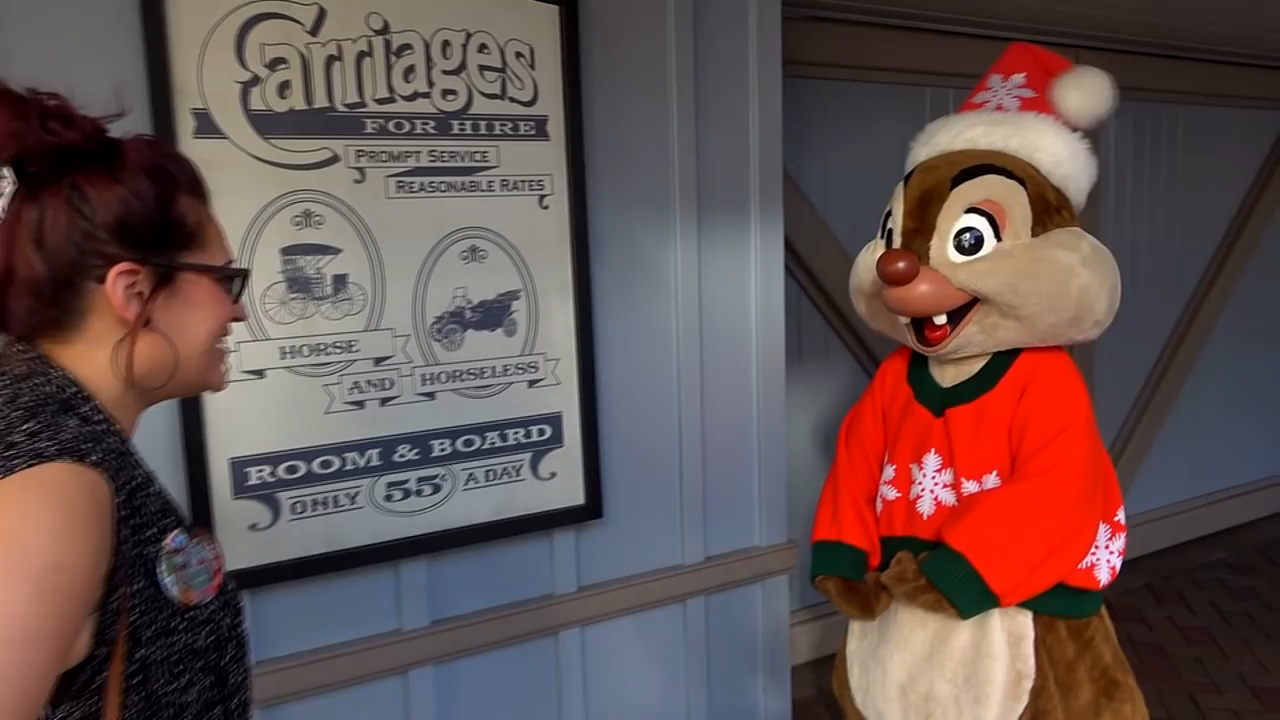 Carriages
FOR HIRE
PROMPT SERVICE
REASONABLE RATES
HORSE
AND HORSELESS
ROOM & BOARD
ONLY 55¢ A DAY